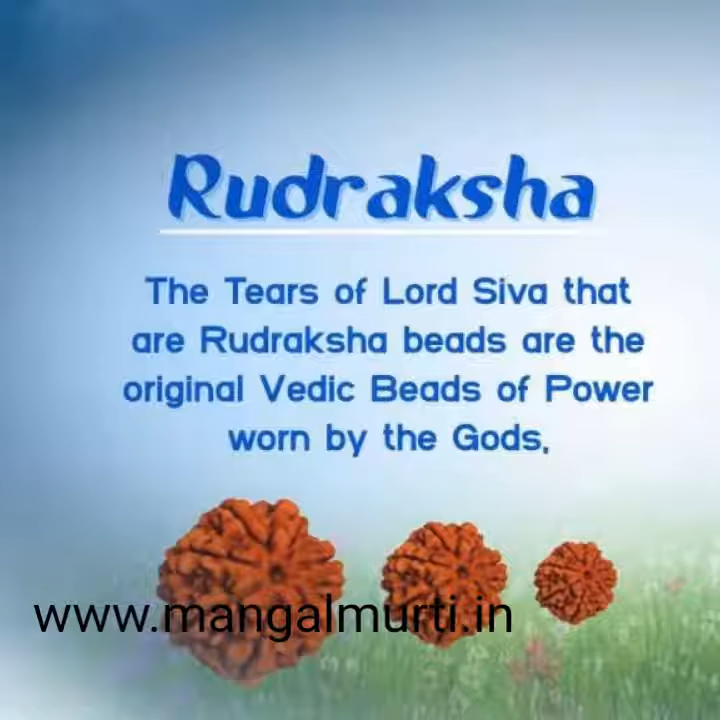 Rudraksha
The Tears of Lord Siva that
are Rudraksha beads are the
original Vedic Beads of Power
worn by the Gods,
www.mangalmurti.in